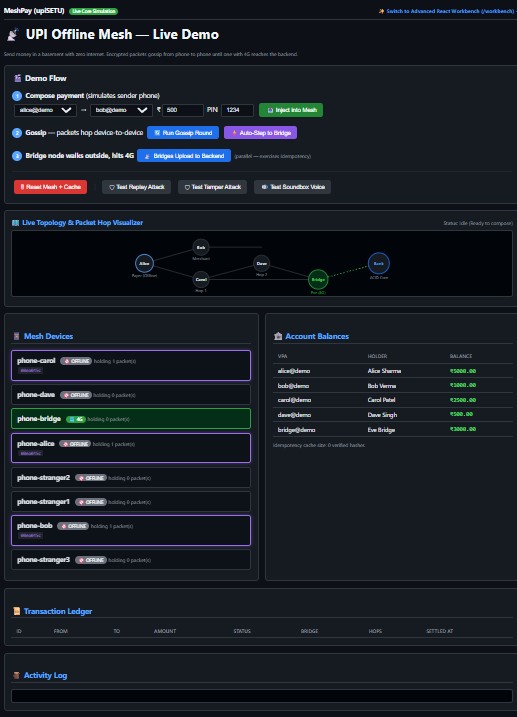 MeshPay (upiSETU) Live Core Simulation
Switch to Advanced React Workbench (/workbench)
UPI Offline Mesh — Live Demo
Send money in a basement with zero internet. Encrypted packets gossip from phone to phone until one with 4G reaches the backend.
Demo Flow
1 Compose payment (simulates sender phone)
alice@demo → bob@demo ₹ 500 PIN 1234 Inject into Mesh
2 Gossip — packets hop device-to-device Run Gossip Round Auto-Step to Bridge
3 Bridge node walks outside, hits 4G Bridges Upload to Backend (parallel — exercises idempotency)
Reset Mesh + Cache Test Replay Attack Test Tamper Attack Test Soundbox Voice
Live Topology & Packet Hop Visualizer
Status: Idle (Ready to compose)
Bob
Merchant
Alice
Payer (Offline)
Carol
Hop 1
Dave
Hop 2
Bridge
Bank
ACID Core
Mesh Devices
phone-carol OFFLINE holding 1 packet(s)
phone-dave OFFLINE holding 0 packet(s)
phone-bridge 4G holding 0 packet(s)
phone-alice OFFLINE holding 1 packet(s)
phone-stranger2 OFFLINE holding 0 packet(s)
phone-stranger1 OFFLINE holding 0 packet(s)
phone-bob OFFLINE holding 1 packet(s)
phone-stranger3 OFFLINE holding 0 packet(s)
Account Balances
VPA HOLDER BALANCE
alice@demo Alice Sharma ₹5000.00
bob@demo Bob Verma ₹1000.00
carol@demo Carol Patel ₹2500.00
dave@demo Dave Singh ₹500.00
bridge@demo Eve Bridge ₹3000.00
Idempotency cache size: 0 verified hashes
Transaction Ledger
ID FROM TO AMOUNT STATUS BRIDGE HOPS SETTLED AT
Activity Log